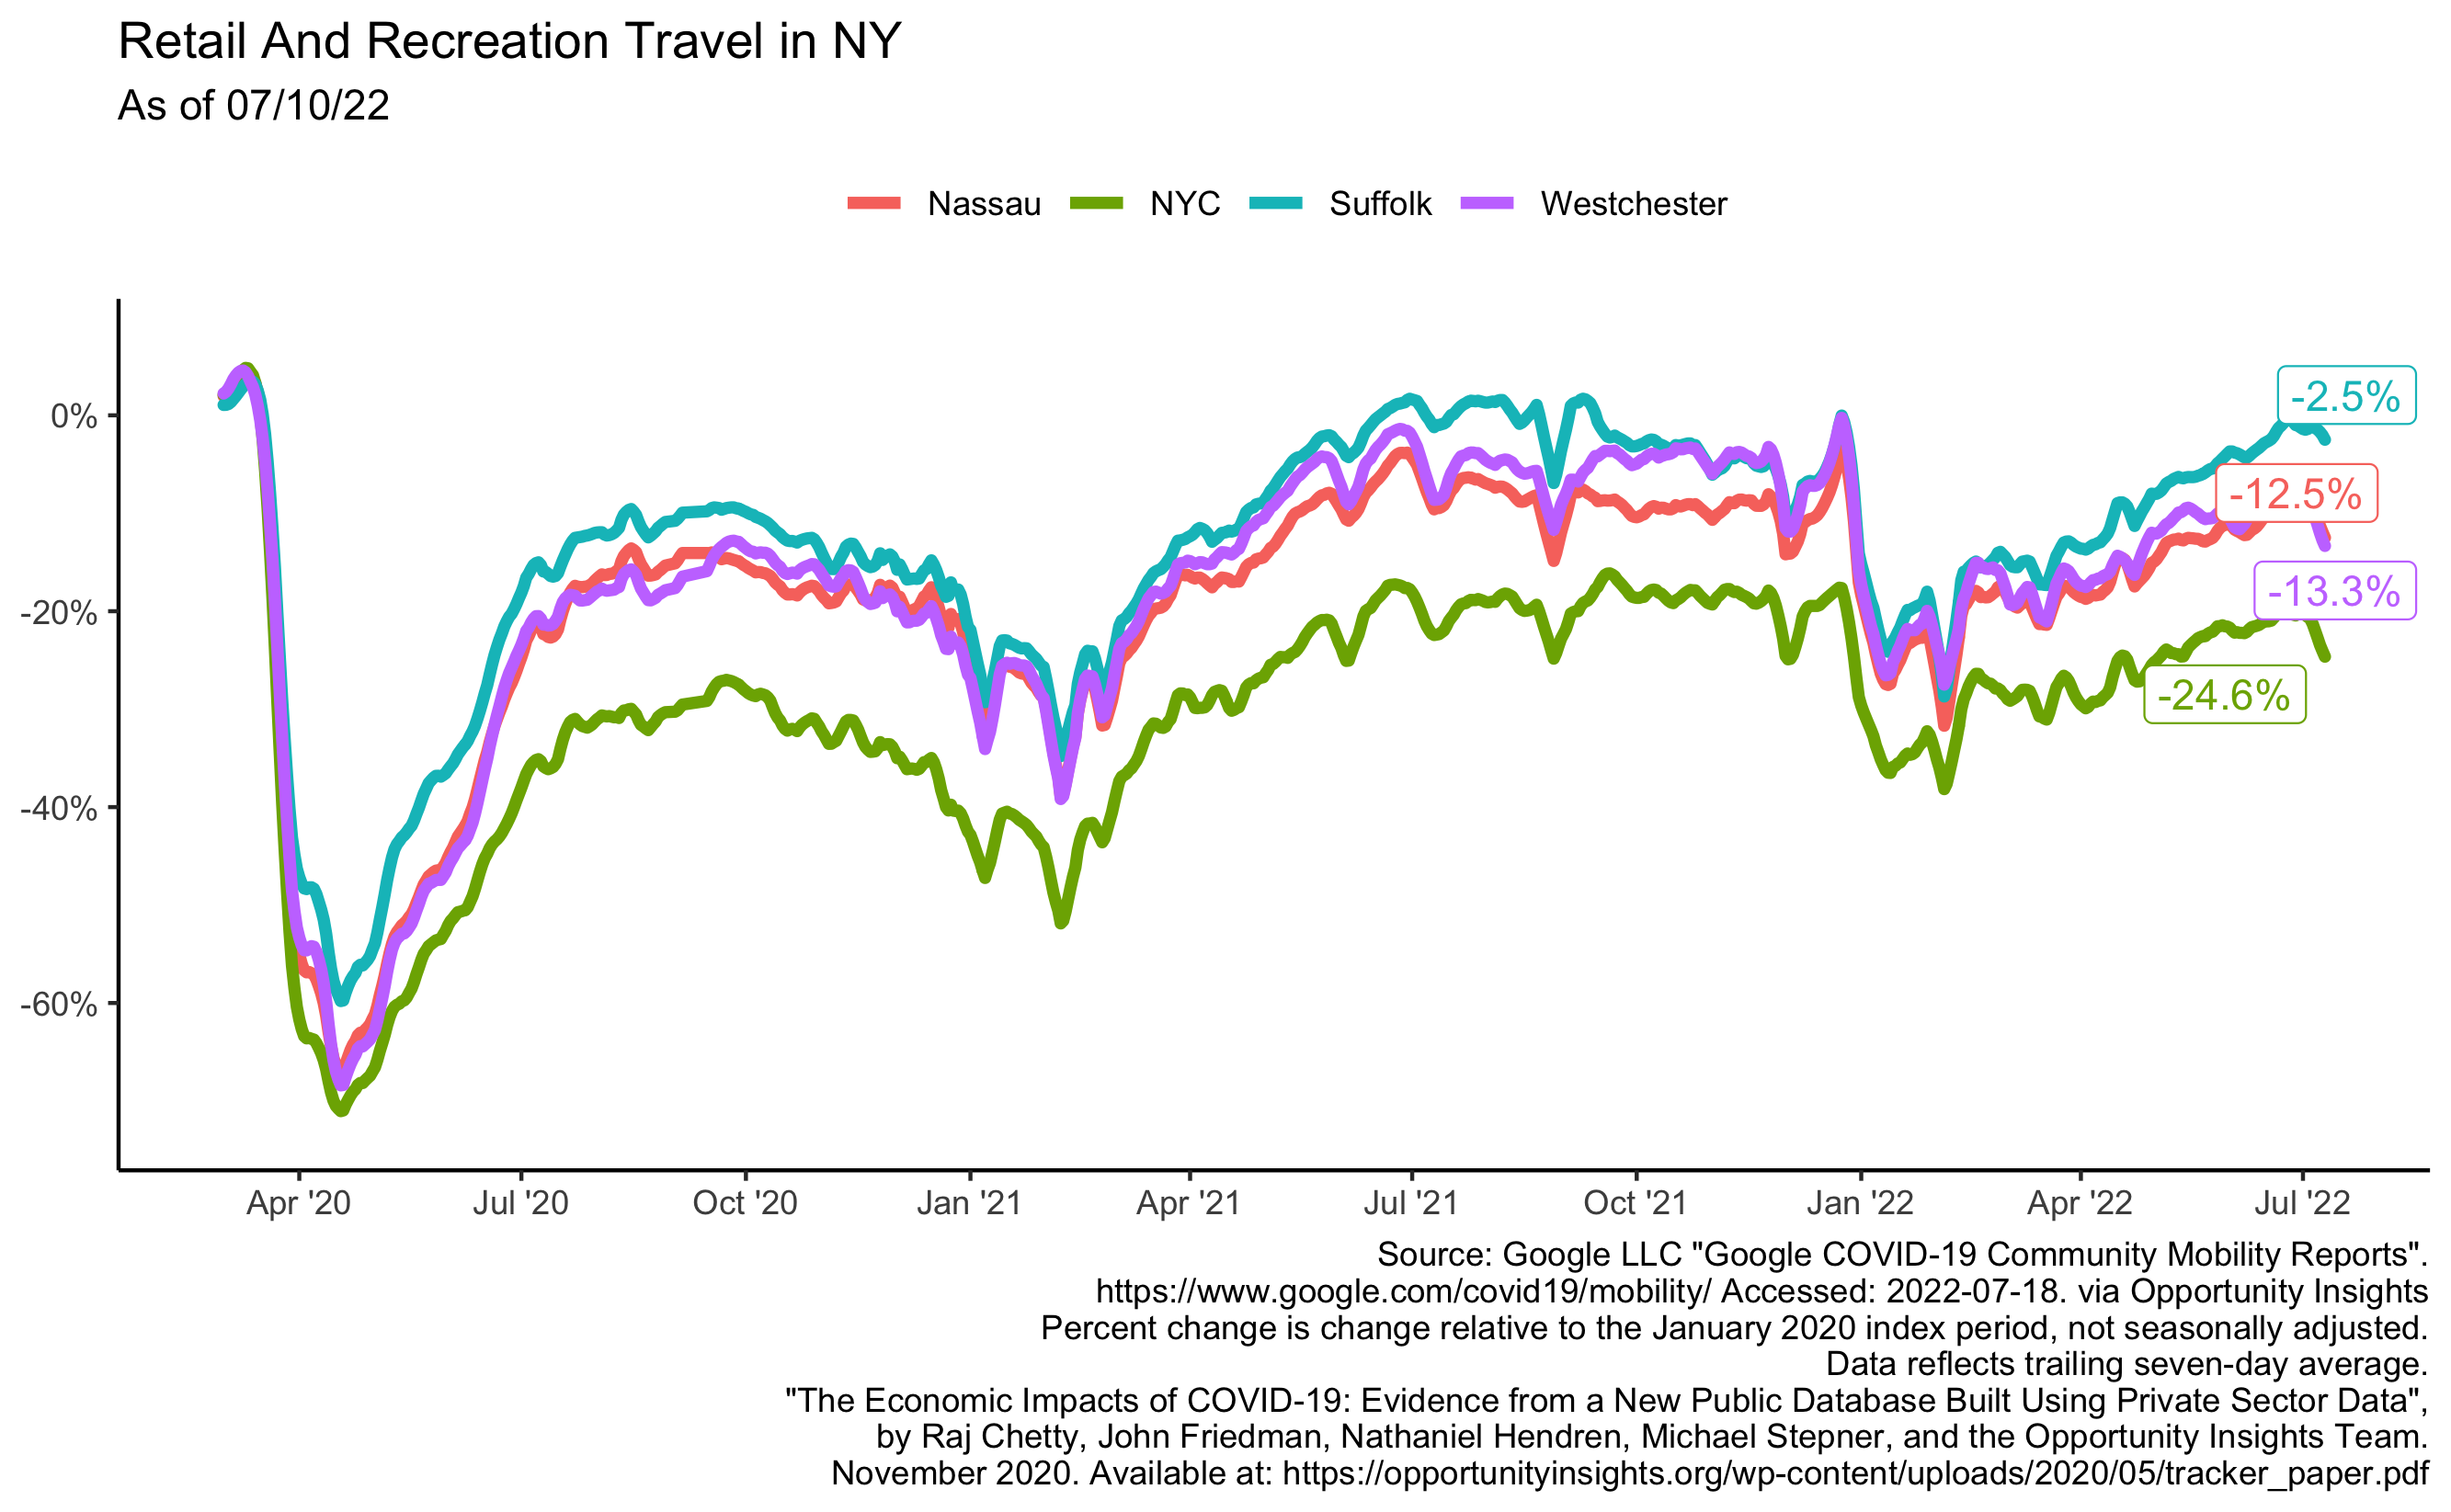 Retail And Recreation Travel in NY
As of 07/10/22
Nassau NYC Suffolk Westchester
0%
-20%
-40%
-60%
-2.5%
-12.5%
-13.3%
-24.6%
Apr '20 Jul '20 Oct '20 Jan '21 Apr '21 Jul '21 Oct '21 Jan '22 Apr '22 Jul '22
Source: Google LLC "Google COVID-19 Community Mobility Reports".
https://www.google.com/covid19/mobility/ Accessed: 2022-07-18. via Opportunity Insights
Percent change is change relative to the January 2020 index period, not seasonally adjusted.
Data reflects trailing seven-day average.
"The Economic Impacts of COVID-19: Evidence from a New Public Database Built Using Private Sector Data",
by Raj Chetty, John Friedman, Nathaniel Hendren, Michael Stepner, and the Opportunity Insights Team.
November 2020. Available at: https://opportunityinsights.org/wp-content/uploads/2020/05/tracker_paper.pdf